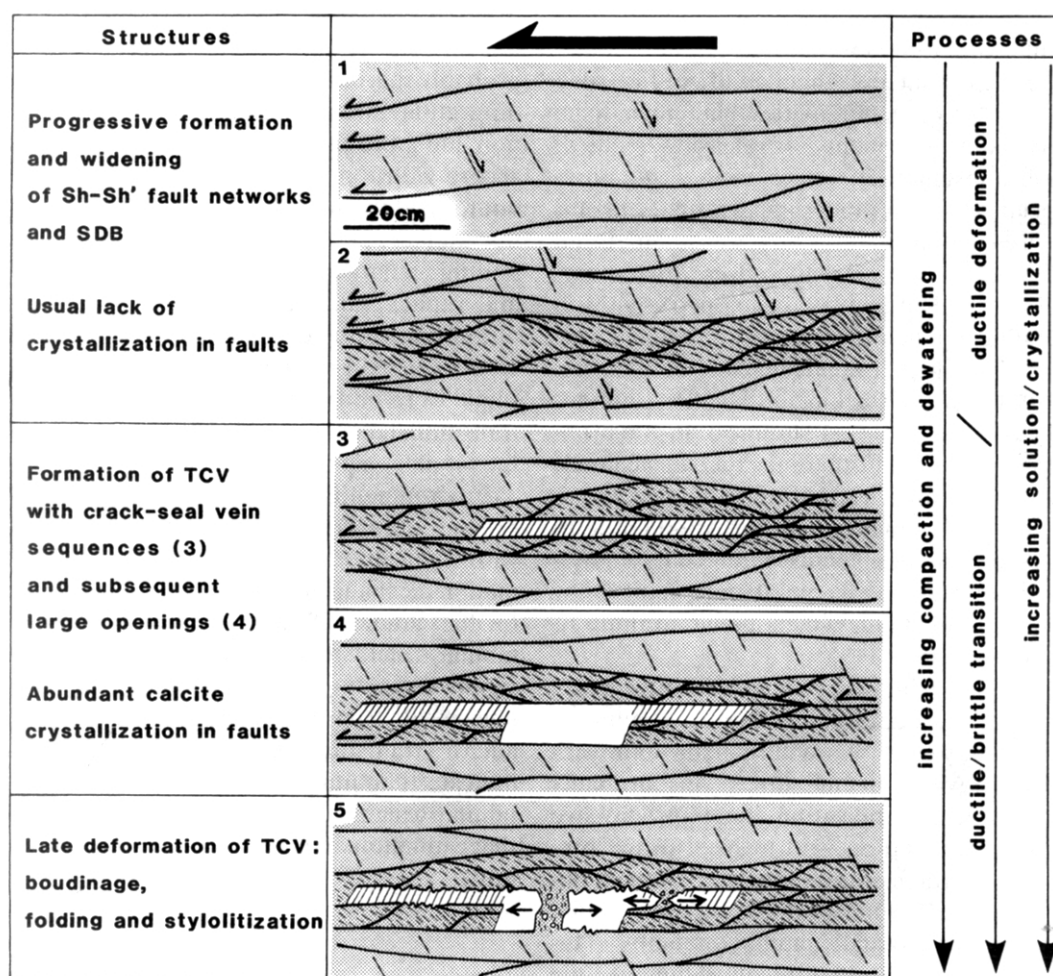 Structures
Processes
1
Progressive formation
and widening
of Sh-Sh' fault networks
and SDB
20cm
2
Usual lack of
crystallization in faults
3
Formation of TCV
with crack-seal vein
sequences (3)
and subsequent
large openings (4)
4
Abundant calcite
crystallization in faults
5
Late deformation of TCV:
boudinage,
folding and stylolitization
increasing compaction and dewatering
ductile/brittle transition / ductile deformation
increasing solution/crystallization